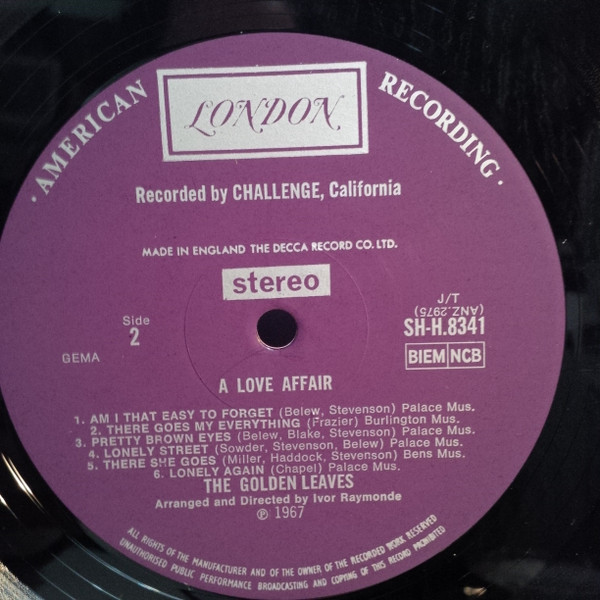 · AMERICAN RECORDING ·
LONDON
Recorded by CHALLENGE, California
MADE IN ENGLAND THE DECCA RECORD CO. LTD.
stereo
Side
2
GEMA
J/T
(ANZ.2975)
SH-H.8341
BIEM NCB
A LOVE AFFAIR
1. AM I THAT EASY TO FORGET (Belew, Stevenson) Palace Mus.
2. THERE GOES MY EVERYTHING (Frazier) Burlington Mus.
3. PRETTY BROWN EYES (Belew, Blake, Stevenson) Palace Mus.
4. LONELY STREET (Sowder, Stevenson, Belew) Palace Mus.
5. THERE SHE GOES (Miller, Haddock, Stevenson) Bens Mus.
6. LONELY AGAIN (Chapel) Palace Mus.
THE GOLDEN LEAVES
Arranged and Directed by Ivor Raymonde
℗ 1967
ALL RIGHTS OF THE MANUFACTURER AND OF THE OWNER OF THE RECORDED WORK RESERVED
UNAUTHORISED PUBLIC PERFORMANCE BROADCASTING AND COPYING OF THIS RECORD PROHIBITED